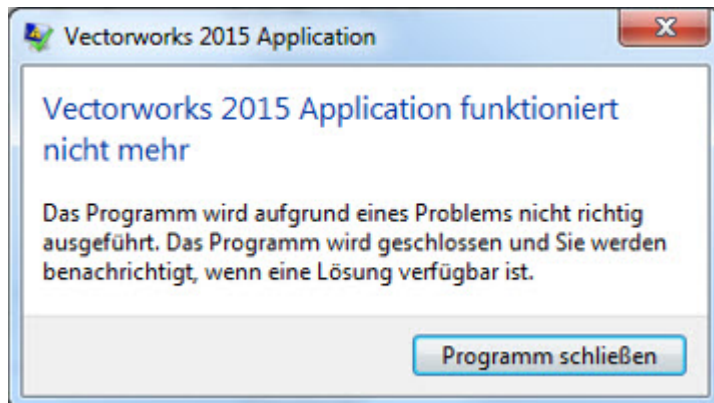 Vectorworks 2015 Application
Vectorworks 2015 Application funktioniert
nicht mehr
Das Programm wird aufgrund eines Problems nicht richtig
ausgeführt. Das Programm wird geschlossen und Sie werden
benachrichtigt, wenn eine Lösung verfügbar ist.
Programm schließen